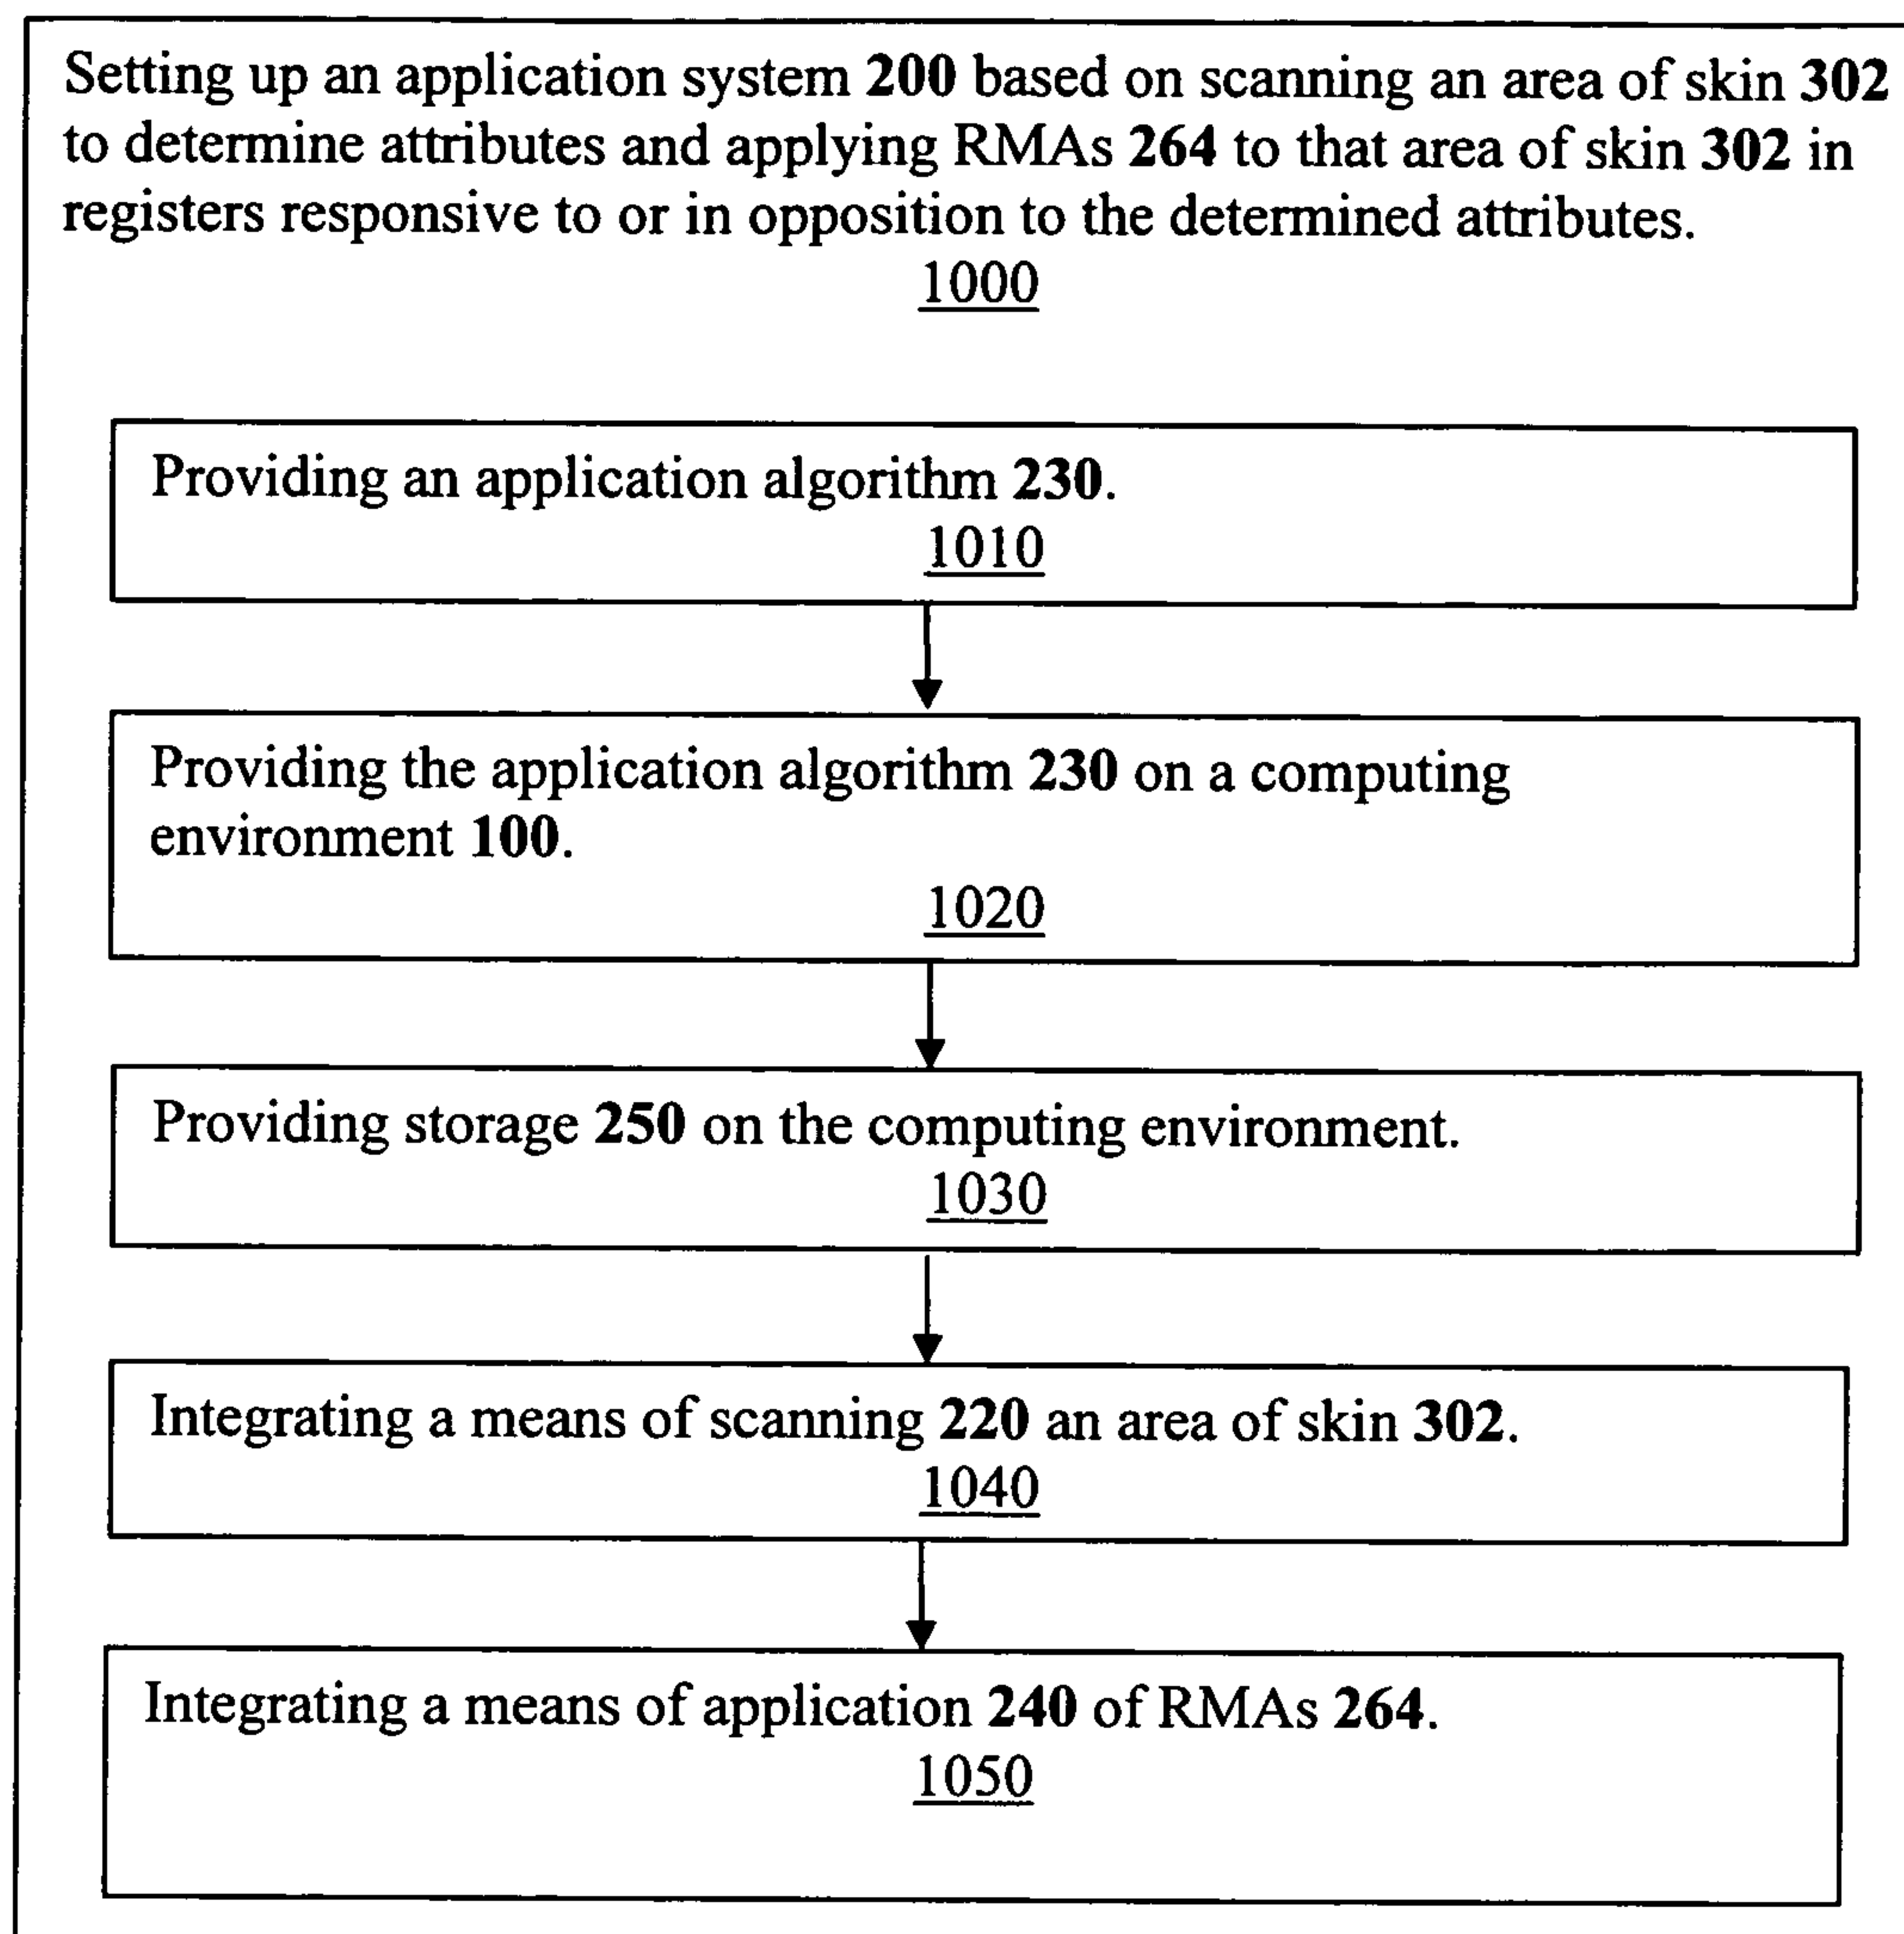 Setting up an application system 200 based on scanning an area of skin 302
to determine attributes and applying RMAs 264 to that area of skin 302 in
registers responsive to or in opposition to the determined attributes.
1000
Providing an application algorithm 230.
1010
Providing the application algorithm 230 on a computing
environment 100.
1020
Providing storage 250 on the computing environment.
1030
Integrating a means of scanning 220 an area of skin 302.
1040
Integrating a means of application 240 of RMAs 264.
1050